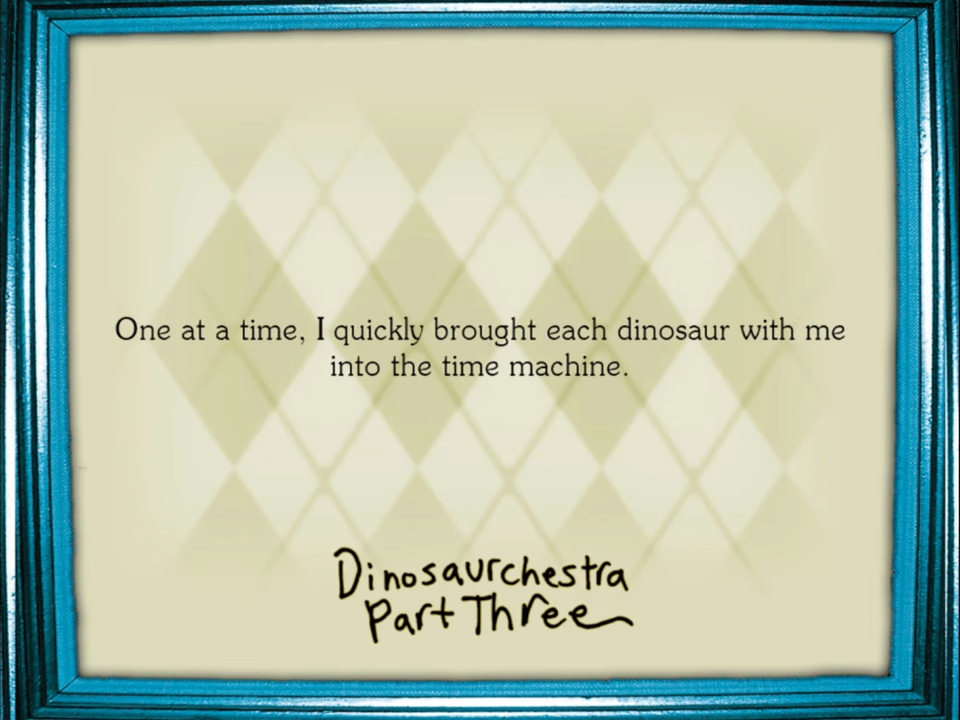 One at a time, I quickly brought each dinosaur with me
into the time machine.
Dinosaurchestra
Part Three